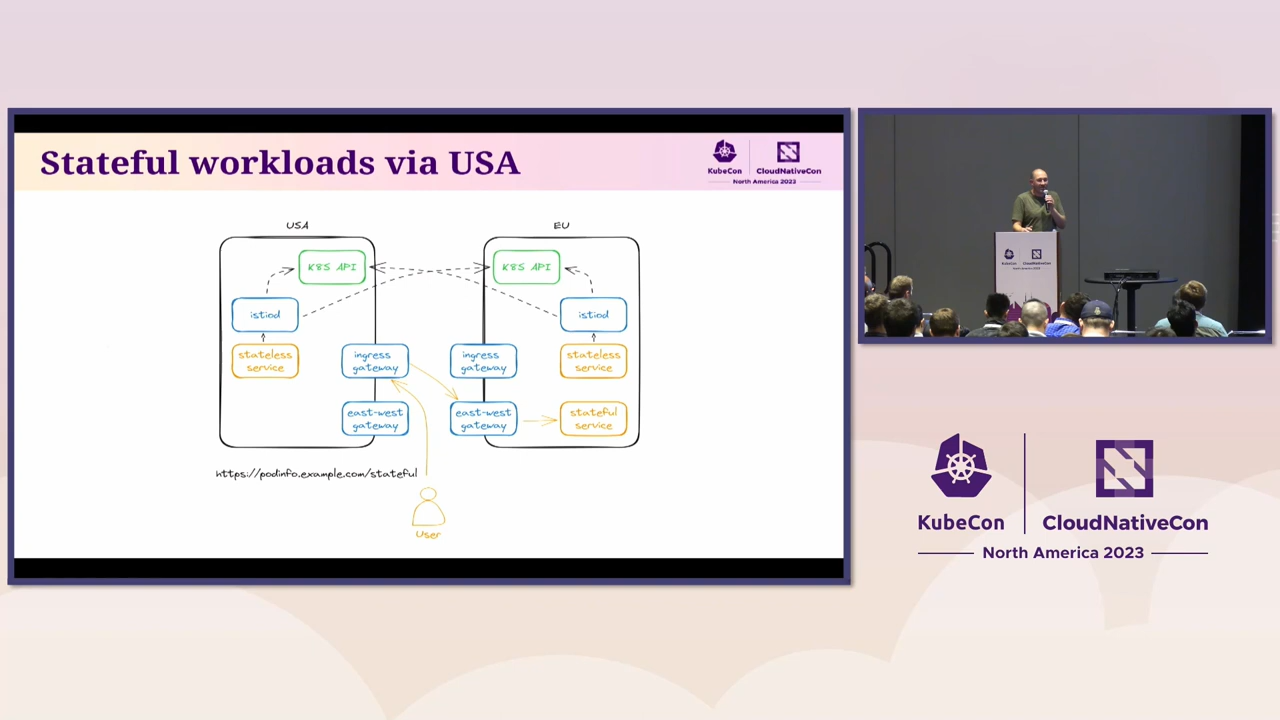 Stateful workloads via USA
KubeCon
CloudNativeCon
North America 2023
USA
EU
K8S API
K8S API
istiod
istiod
stateless
service
ingress
gateway
ingress
gateway
stateless
service
east-west
gateway
east-west
gateway
stateful
service
https://podinfo.example.com/stateful
User
KubeCon
CloudNativeCon
North America 2023